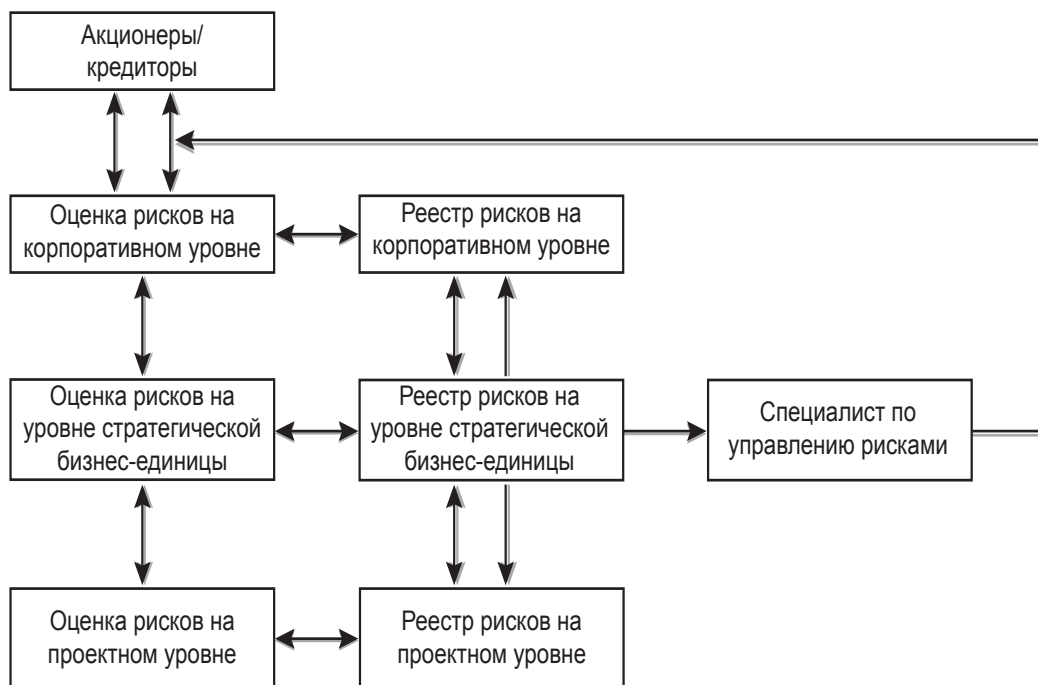 Акционеры/
кредиторы
Оценка рисков на
корпоративном уровне
Реестр рисков на
корпоративном уровне
Оценка рисков на
уровне стратегической
бизнес-единицы
Реестр рисков на
уровне стратегической
бизнес-единицы
Специалист по
управлению рисками
Оценка рисков на
проектном уровне
Реестр рисков на
проектном уровне